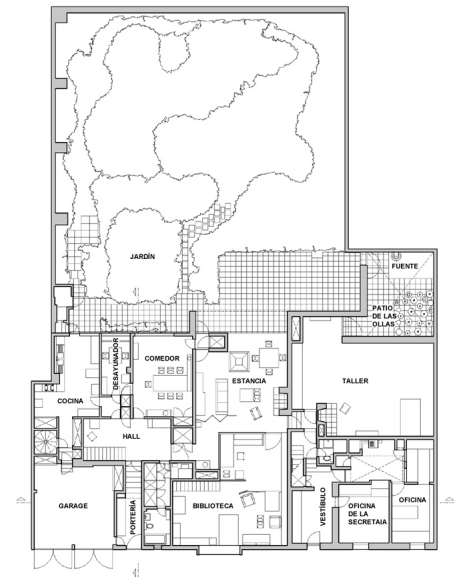 JARDÍN
FUENTE
PATIO
DE LAS
OLLAS
DESAYUNADOR
COMEDOR
ESTANCIA
TALLER
COCINA
HALL
GARAGE
PORTERÍA
BIBLIOTECA
VESTÍBULO
OFICINA
DE LA
SECRETAIA
OFICINA